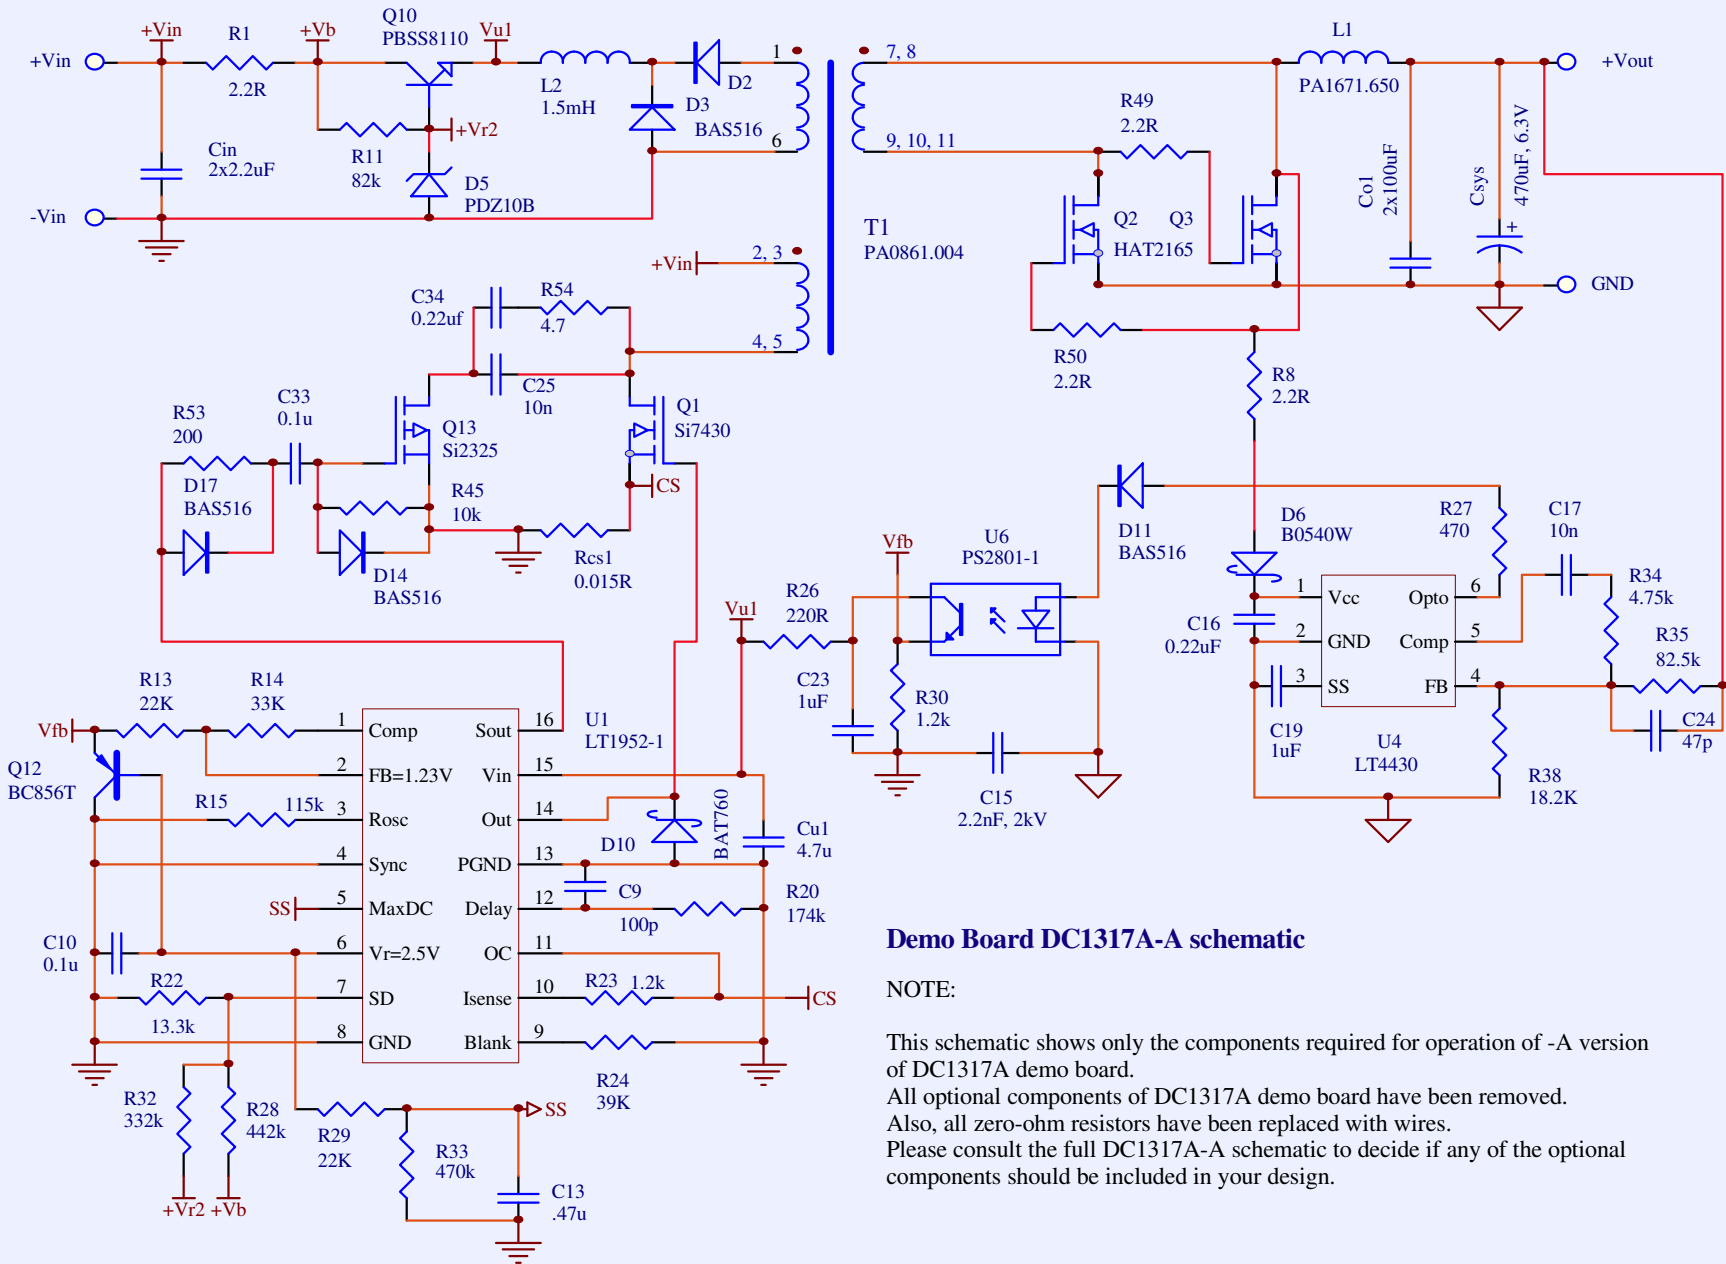 +Vin
+Vin
R1
2.2R
+Vb
Q10
PBSS8110
Vu1
L2
1.5mH
D2
D3
BAS516
1
6
7, 8
9, 10, 11
R49
2.2R
L1
PA1671.650
+Vout
Cin
2x2.2uF
-Vin
R11
82k
+Vr2
D5
PDZ10B
T1
PA0861.004
Q2
HAT2165
Q3
Co1
2x100uF
Csys
470uF, 6.3V
+
GND
+Vin
2, 3
4, 5
C34
0.22uf
R54
4.7
C25
10n
R50
2.2R
R8
2.2R
R53
200
C33
0.1u
Q13
Si2325
Q1
Si7430
CS
D17
BAS516
R45
10k
D14
BAS516
Rcs1
0.015R
Vfb
U6
PS2801-1
D11
BAS516
D6
B0540W
R27
470
C17
10n
R34
4.75k
R35
82.5k
C24
47p
Vu1
R26
220R
C23
1uF
R30
1.2k
C15
2.2nF, 2kV
C16
0.22uF
C19
1uF
1
Vcc
2
GND
3
SS
Opto
6
Comp
5
FB
4
U4
LT4430
R38
18.2K
Vfb
R13
22K
R14
33K
Q12
BC856T
R15
115k
1
Comp
2
FB=1.23V
3
Rosc
4
Sync
SS
5
MaxDC
6
Vr=2.5V
7
SD
8
GND
Sout
16
Vin
15
Out
14
PGND
13
Delay
12
OC
11
Isense
10
Blank
9
U1
LT1952-1
D10
BAT760
Cu1
4.7u
C9
100p
R20
174k
R23
1.2k
CS
R24
39K
C10
0.1u
R22
13.3k
R32
332k
R28
442k
+Vr2
+Vb
R29
22K
R33
470k
SS
C13
.47u
Demo Board DC1317A-A schematic
NOTE:
This schematic shows only the components required for operation of -A version
of DC1317A demo board.
All optional components of DC1317A demo board have been removed.
Also, all zero-ohm resistors have been replaced with wires.
Please consult the full DC1317A-A schematic to decide if any of the optional
components should be included in your design.